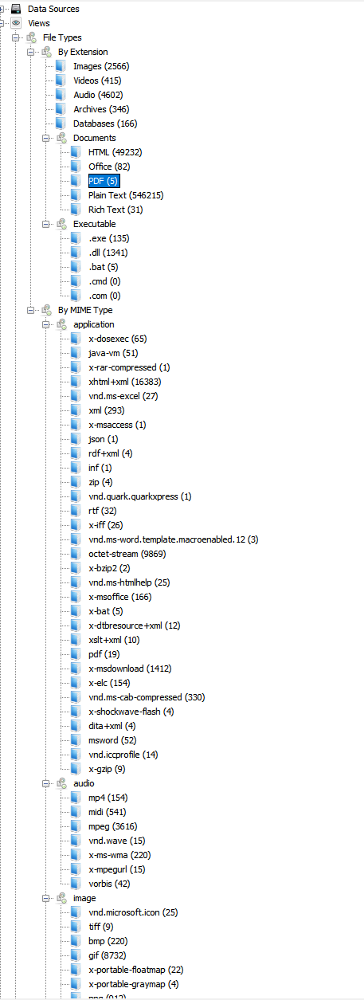 Data Sources
Views
File Types
By Extension
Images (2566)
Videos (415)
Audio (4602)
Archives (346)
Databases (166)
Documents
HTML (49232)
Office (82)
PDF (5)
Plain Text (546215)
Rich Text (31)
Executable
.exe (135)
.dll (1341)
.bat (5)
.cmd (0)
.com (0)
By MIME Type
application
x-dosexec (65)
java-vm (51)
x-rar-compressed (1)
xhtml+xml (16383)
vnd.ms-excel (27)
xml (293)
x-msaccess (1)
json (1)
rdf+xml (4)
inf (1)
zip (4)
vnd.quark.quarkxpress (1)
rtf (32)
x-iff (26)
vnd.ms-word.template.macroenabled.12 (3)
octet-stream (9869)
x-bzip2 (2)
vnd.ms-htmlhelp (25)
x-msoffice (166)
x-bat (5)
x-dtbresource+xml (12)
xslt+xml (10)
pdf (19)
x-msdownload (1412)
x-elc (154)
vnd.ms-cab-compressed (330)
x-shockwave-flash (4)
dita+xml (4)
msword (52)
vnd.iccprofile (14)
x-gzip (9)
audio
mp4 (154)
midi (541)
mpeg (3616)
vnd.wave (15)
x-ms-wma (220)
x-mpegurl (15)
vorbis (42)
image
vnd.microsoft.icon (25)
tiff (9)
bmp (220)
gif (8732)
x-portable-floatmap (22)
x-portable-graymap (4)